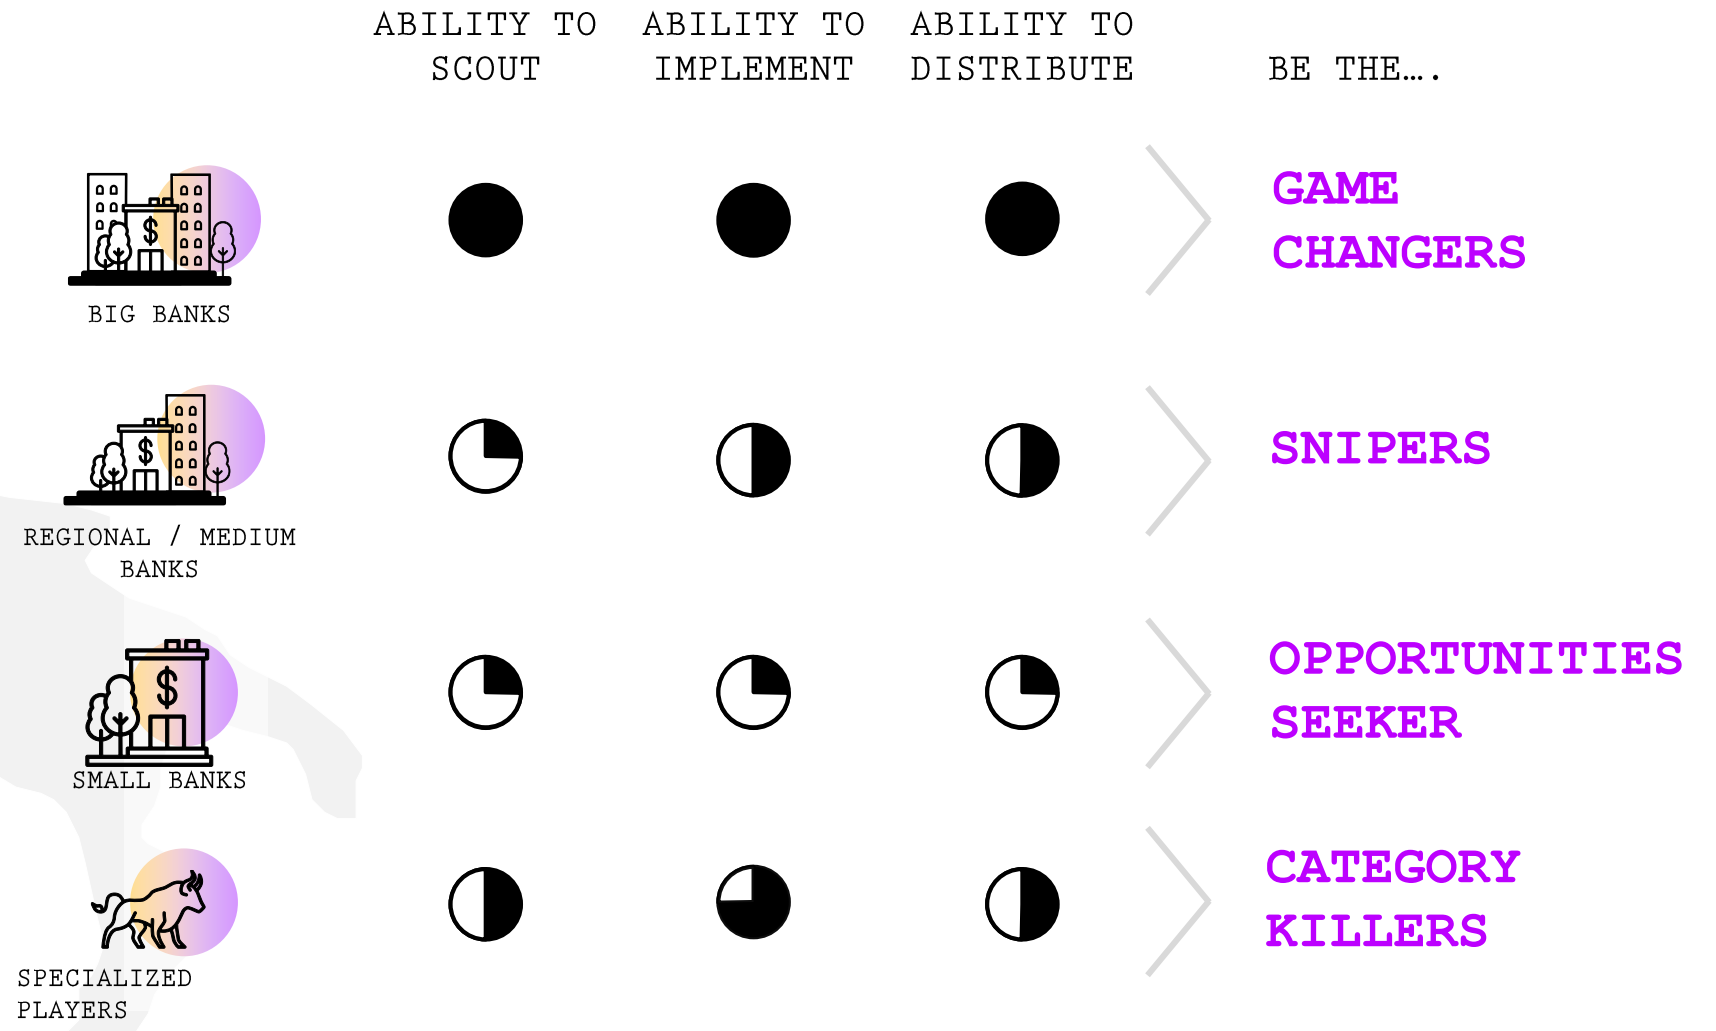 ABILITY TO
SCOUT
ABILITY TO
IMPLEMENT
ABILITY TO
DISTRIBUTE
BE THE….
$
BIG BANKS
GAME
CHANGERS
$
REGIONAL / MEDIUM
BANKS
SNIPERS
$
SMALL BANKS
OPPORTUNITIES
SEEKER
SPECIALIZED
PLAYERS
CATEGORY
KILLERS